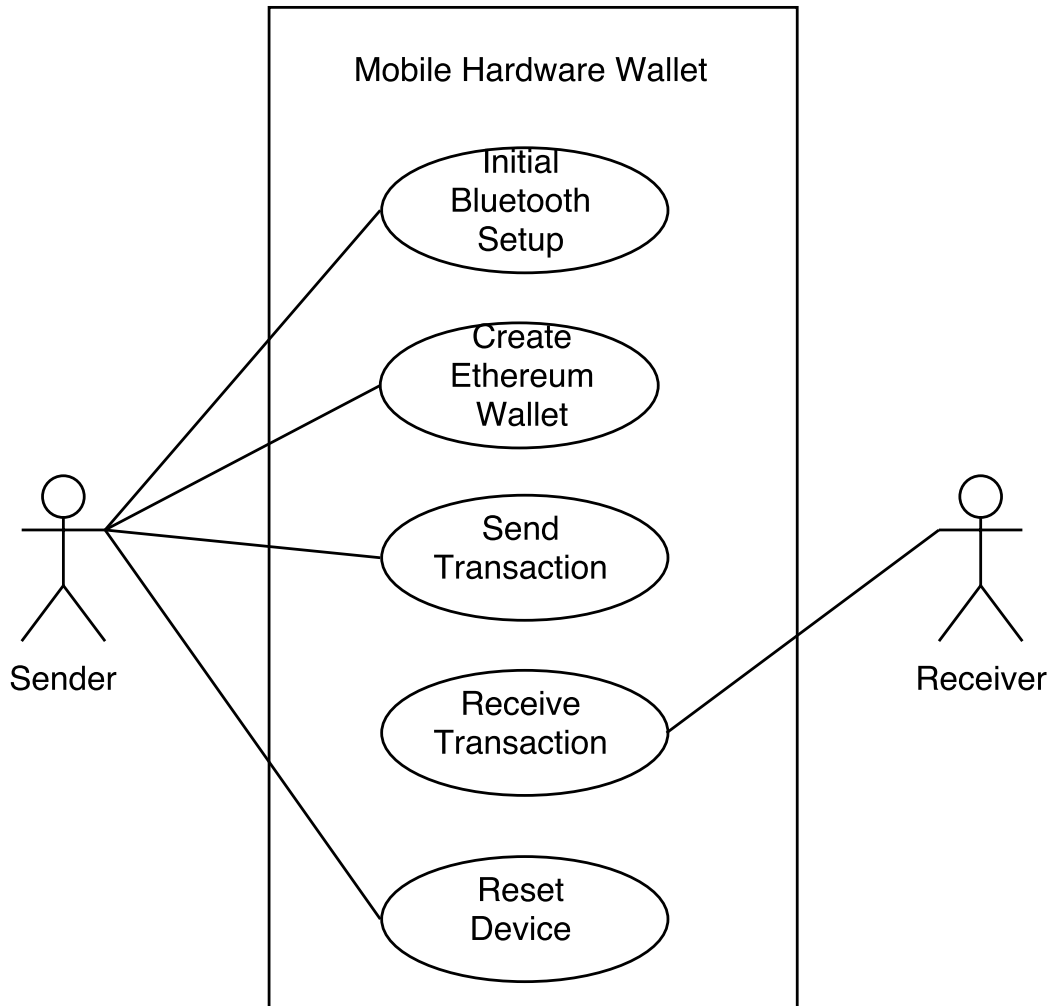 Mobile Hardware Wallet
Initial
Bluetooth
Setup
Create
Ethereum
Wallet
Send
Transaction
Sender
Receiver
Receive
Transaction
Reset
Device